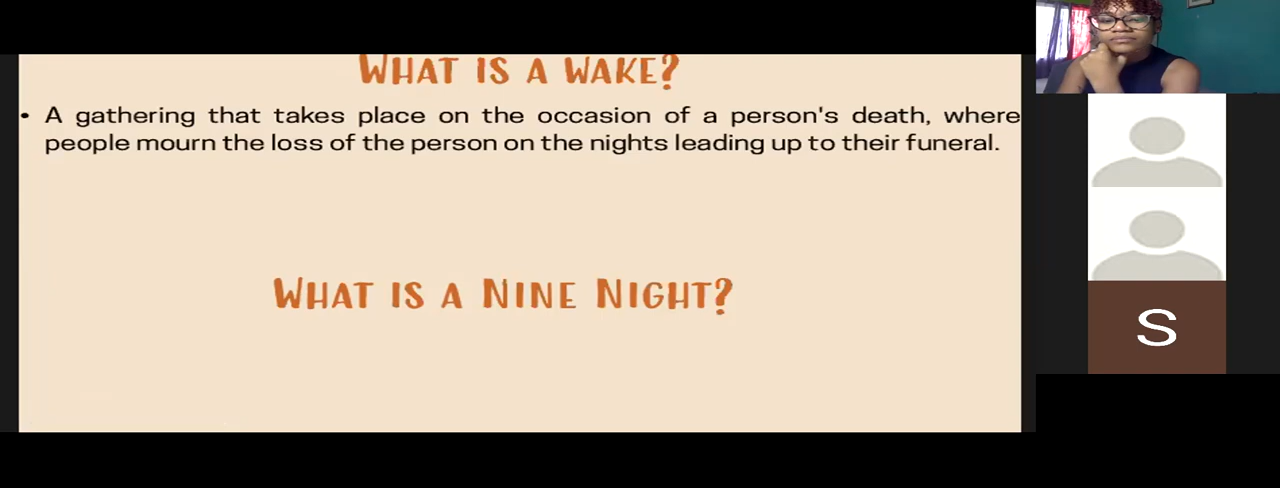 WHAT IS A WAKE?
• A gathering that takes place on the occasion of a person's death, where
people mourn the loss of the person on the nights leading up to their funeral.
WHAT IS A NINE NIGHT?
S